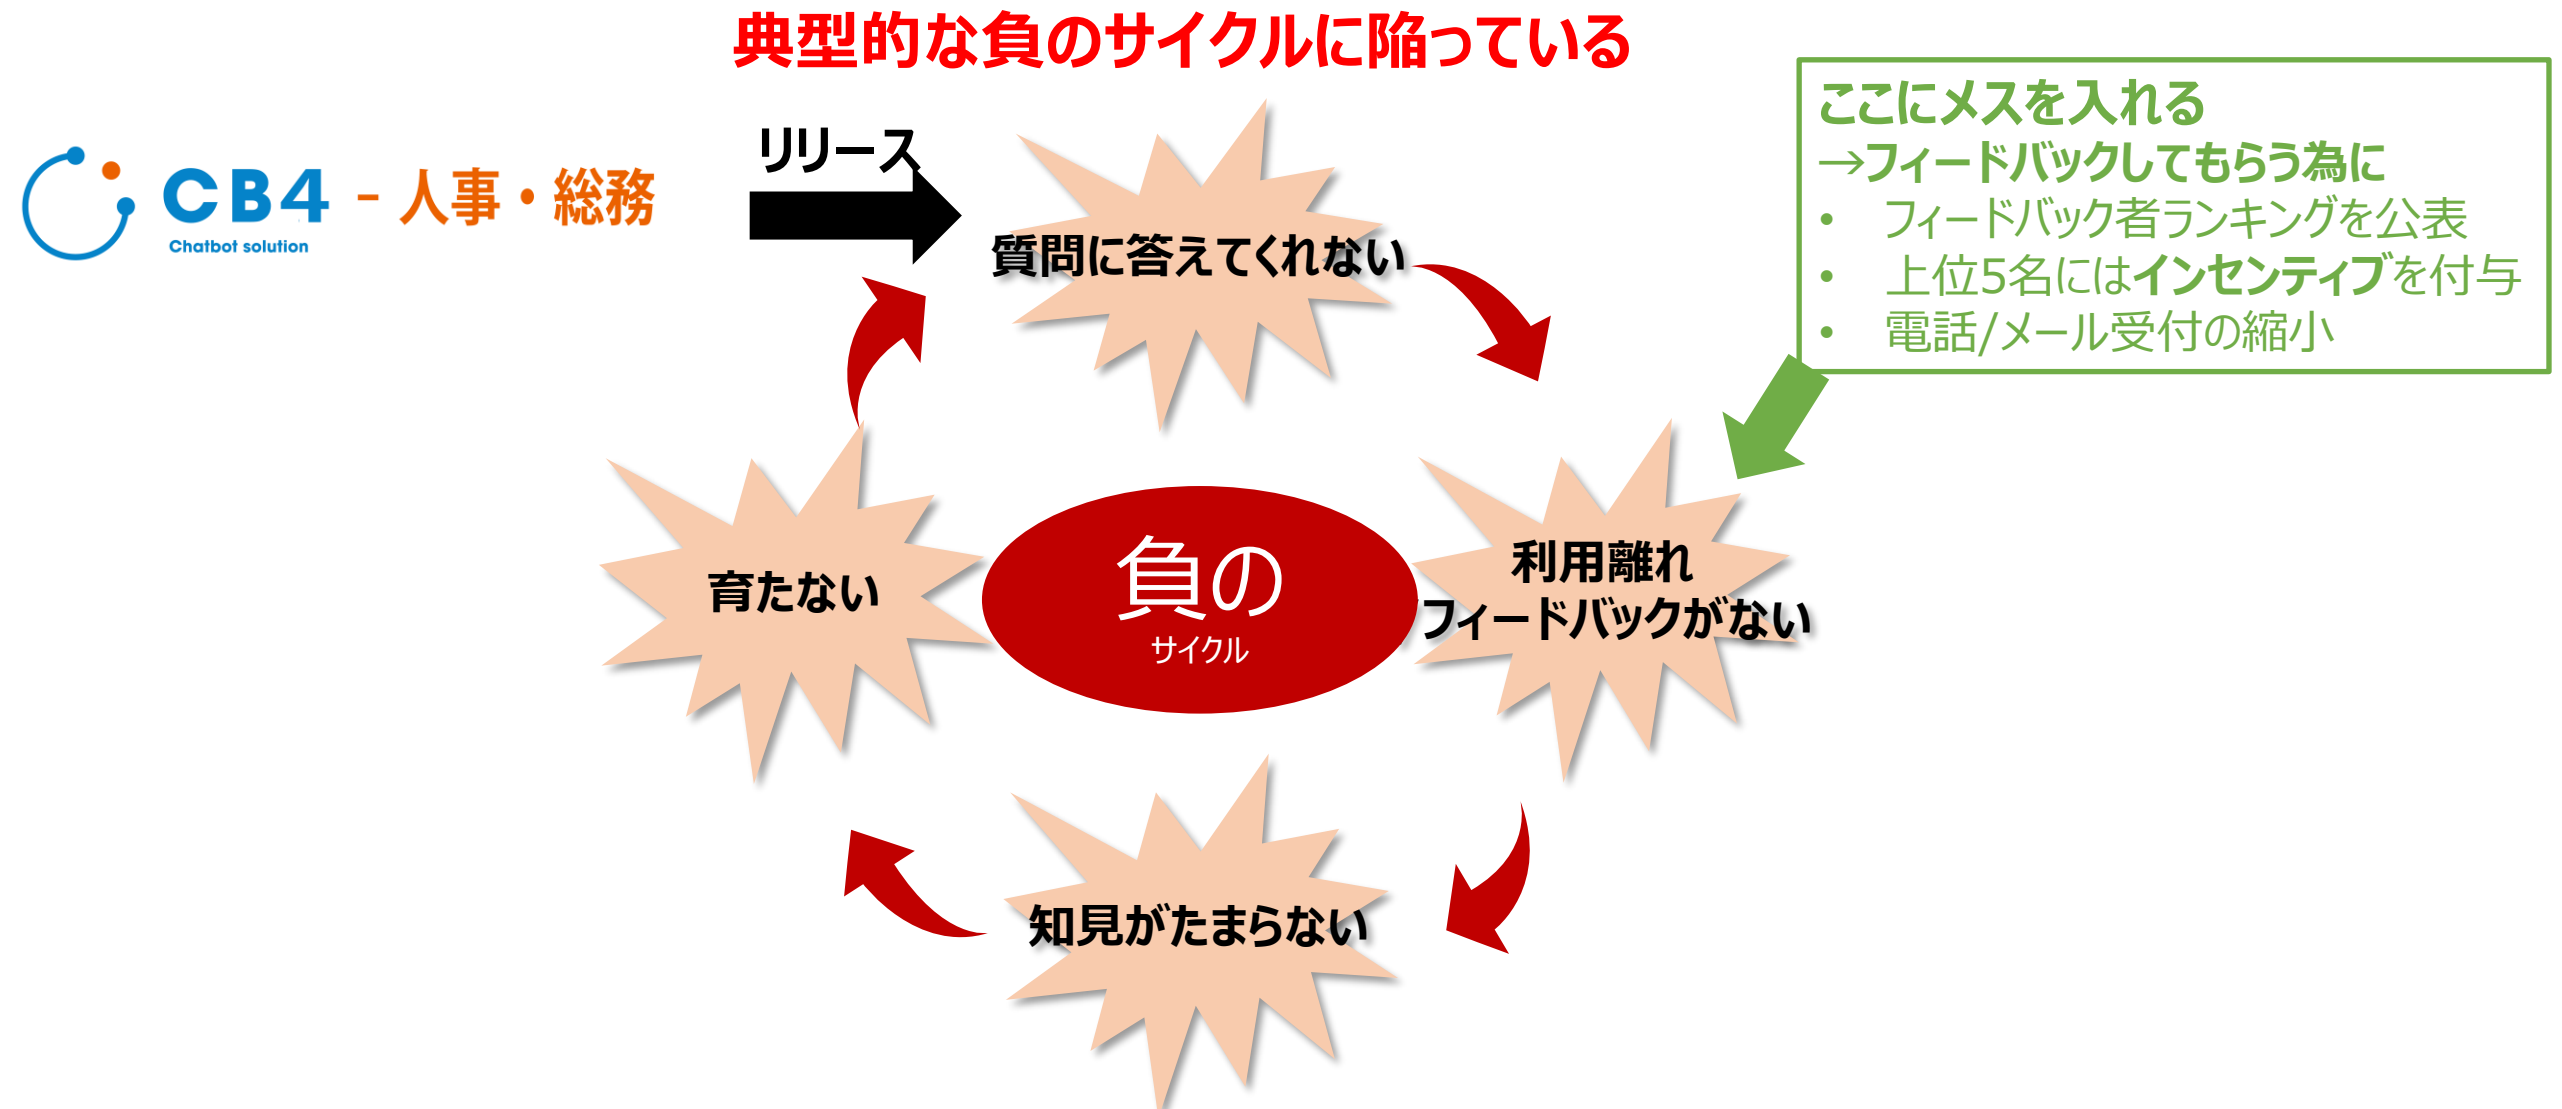 典型的な負のサイクルに陥っている
CB4 - 人事・総務
Chatbot solution
リリース
ここにメスを入れる
→フィードバックしてもらう為に
• フィードバック者ランキングを公表
• 上位5名にはインセンティブを付与
• 電話/メール受付の縮小
質問に答えてくれない
利用離れ
フィードバックがない
負の
サイクル
育たない
知見がたまらない